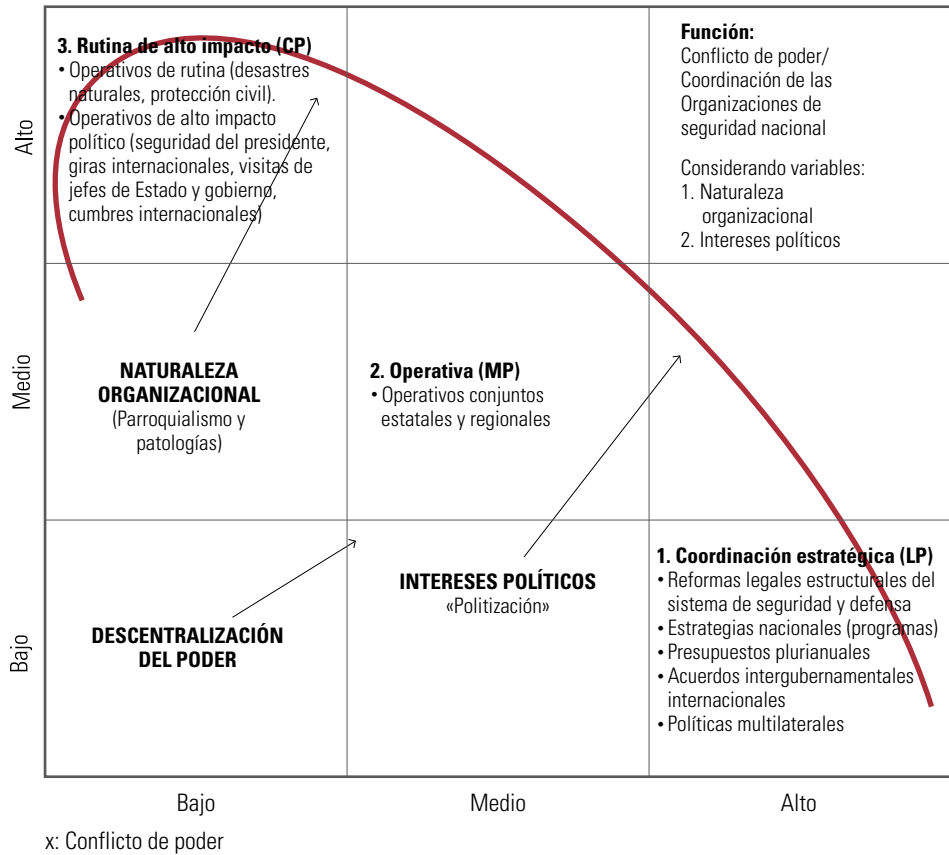 3. Rutina de alto impacto (CP)
• Operativos de rutina (desastres
naturales, protección civil).
• Operativos de alto impacto
político (seguridad del presidente,
giras internacionales, visitas de
jefes de Estado y gobierno,
cumbres internacionales)
Función:
Conflicto de poder/
Coordinación de las
Organizaciones de
seguridad nacional
Considerando variables:
1. Naturaleza
organizacional
2. Intereses políticos
Alto
NATURALEZA
ORGANIZACIONAL
(Parroquialismo y
patologías)
2. Operativa (MP)
• Operativos conjuntos
estatales y regionales
Medio
DESCENTRALIZACIÓN
DEL PODER
INTERESES POLÍTICOS
«Politización»
1. Coordinación estratégica (LP)
• Reformas legales estructurales del
sistema de seguridad y defensa
• Estrategias nacionales (programas)
• Presupuestos plurianuales
• Acuerdos intergubernamentales
internacionales
• Políticas multilaterales
Bajo
Bajo
Medio
Alto
x: Conflicto de poder